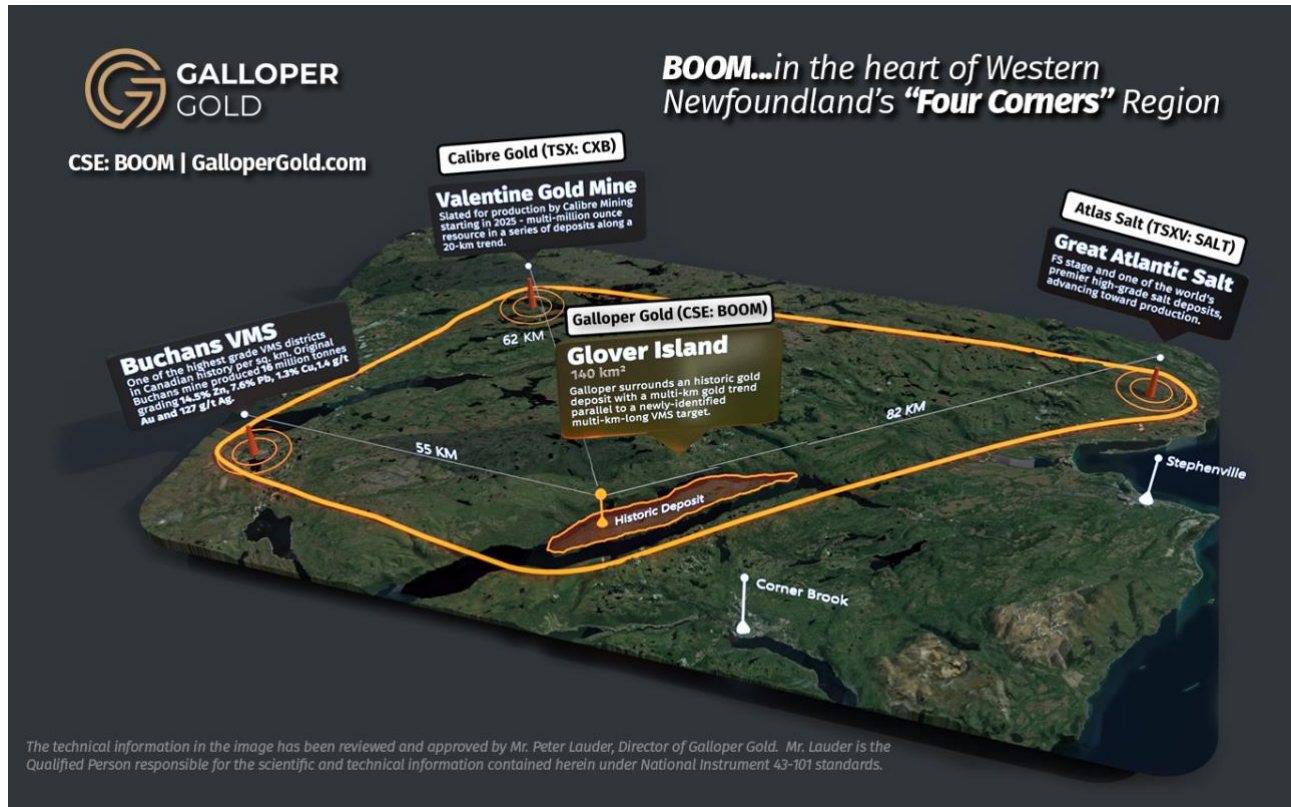 GALLOPER
GOLD
CSE: BOOM | GalloperGold.com
BOOM...in the heart of Western
Newfoundland's "Four Corners" Region
Calibre Gold (TSX: CXB)
Valentine Gold Mine
Slated for production by Calibre Mining
starting in 2025 - multi-million ounce
resource in a series of deposits along a
20-km trend.
Atlas Salt (TSXV: SALT)
Great Atlantic Salt
FS stage and one of the world's
premier high-grade salt deposits,
advancing toward production.
Buchans VMS
One of the highest grade VMS districts
in Canadian history per sq. km. Original
Buchans mine produced 16 million tonnes
grading 14.5% Zn, 7.6% Pb, 1.3% Cu,1.4 g/t
Au and 127 g/t Ag.
Galloper Gold (CSE: BOOM)
Glover Island
140 km²
Galloper surrounds an historic gold
deposit with a multi-km gold trend
parallel to a newly-identified
multi-km-long VMS target.
62 KM
82 KM
55 KM
Historic Deposit
Stephenville
Corner Brook
The technical information in the image has been reviewed and approved by Mr. Peter Lauder, Director of Galloper Gold. Mr. Lauder is the
Qualified Person responsible for the scientific and technical information contained herein under National Instrument 43-101 standards.